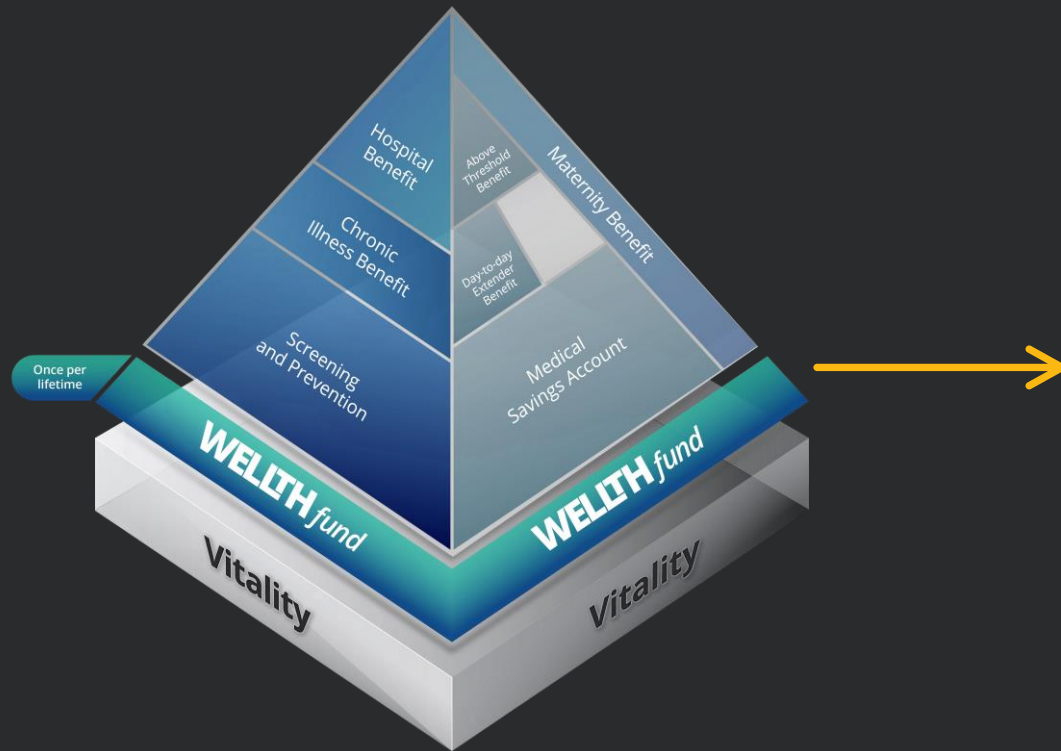 Hospital
Benefit
Above
Threshold
Benefit
Maternity Benefit
Chronic
Illness Benefit
Day-to-day
Extender
Benefit
Screening
and Prevention
Medical
Savings Account
Once per
lifetime
WELLTH fund
WELLTH fund
Vitality
Vitality